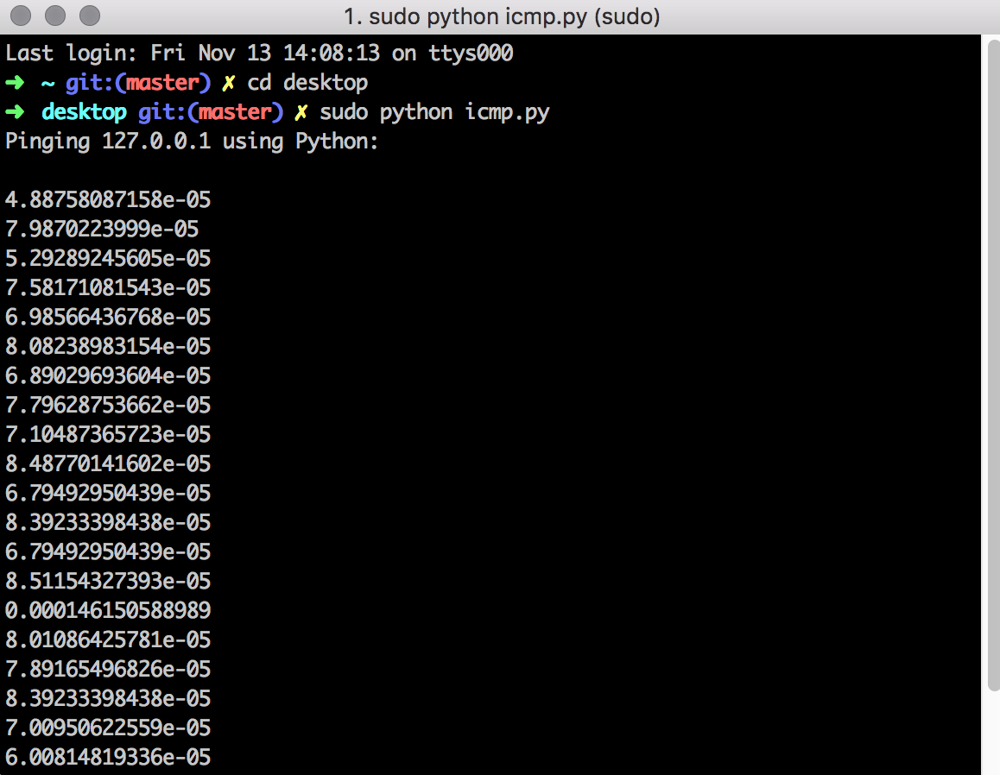 1. sudo python icmp.py (sudo)
Last login: Fri Nov 13 14:08:13 on ttys000
➜ ~ git:(master) ✗ cd desktop
➜ desktop git:(master) ✗ sudo python icmp.py
Pinging 127.0.0.1 using Python:
4.88758087158e-05
7.9870223999e-05
5.29289245605e-05
7.58171081543e-05
6.98566436768e-05
8.08238983154e-05
6.89029693604e-05
7.79628753662e-05
7.10487365723e-05
8.48770141602e-05
6.79492950439e-05
8.39233398438e-05
6.79492950439e-05
8.51154327393e-05
0.000146150588989
8.01086425781e-05
7.89165496826e-05
8.39233398438e-05
7.00950622559e-05
6.00814819336e-05